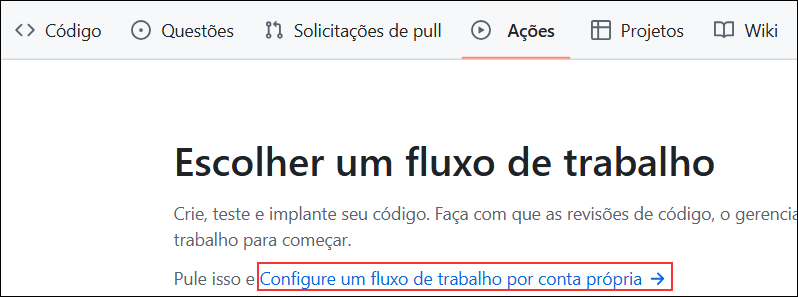 Código Questões Solicitações de pull Ações Projetos Wiki
Escolher um fluxo de trabalho
Crie, teste e implante seu código. Faça com que as revisões de código, o
trabalho para começar.
Pule isso e Configure um fluxo de trabalho por conta própria →